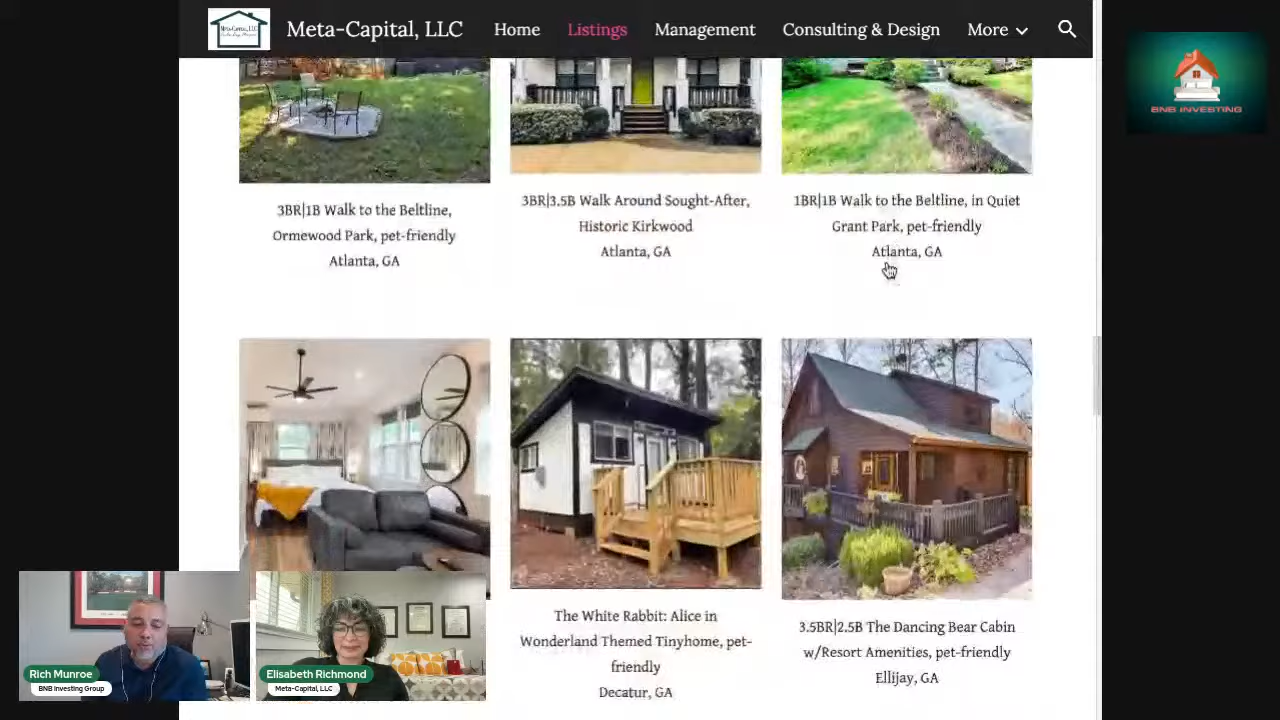 Meta-Capital, LLC
Home
Listings
Management
Consulting & Design
More
BNB INVESTING
3BR|1B Walk to the Beltline,
Ormewood Park, pet-friendly
Atlanta, GA
3BR|3.5B Walk Around Sought-After,
Historic Kirkwood
Atlanta, GA
1BR|1B Walk to the Beltline, in Quiet
Grant Park, pet-friendly
Atlanta, GA
The White Rabbit: Alice in
Wonderland Themed Tinyhome, pet-
friendly
Decatur, GA
3.5BR|2.5B The Dancing Bear Cabin
w/Resort Amenities, pet-friendly
Ellijay, GA
Rich Munroe
BNB Investing Group
Elisabeth Richmond
Meta-Capital, LLC